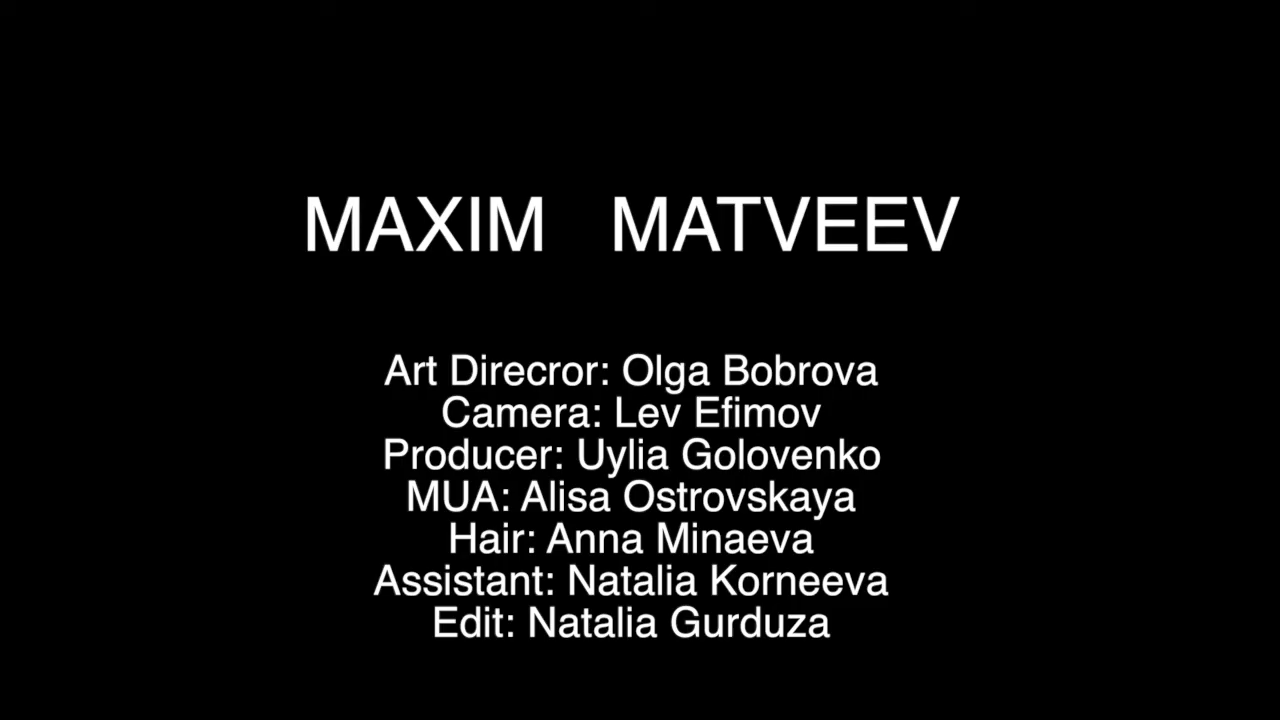 MAXIM MATVEEV
Art Direcror: Olga Bobrova
Camera: Lev Efimov
Producer: Uylia Golovenko
MUA: Alisa Ostrovskaya
Hair: Anna Minaeva
Assistant: Natalia Korneeva
Edit: Natalia Gurduza